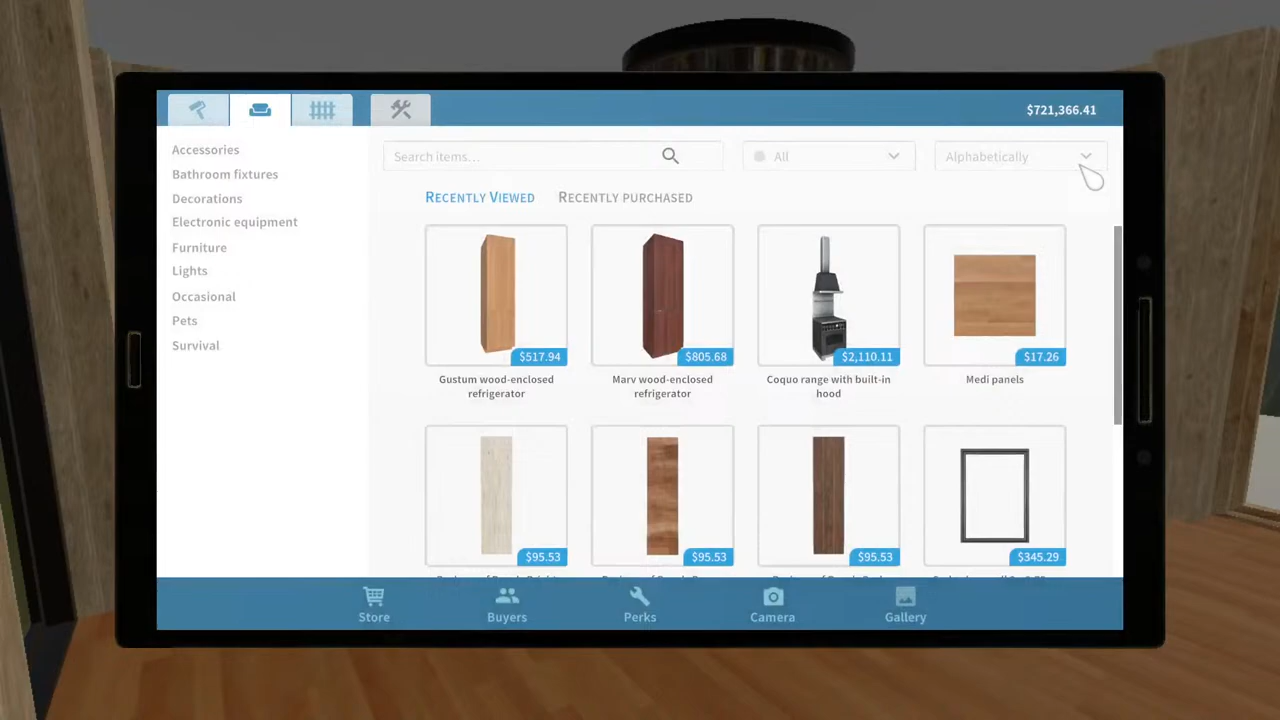 $721,366.41
Accessories
Bathroom fixtures
Decorations
Electronic equipment
Furniture
Lights
Occasional
Pets
Survival
Search items...
All
Alphabetically
RECENTLY VIEWED
RECENTLY PURCHASED
$517.94
Gustum wood-enclosed
refrigerator
$805.68
Marv wood-enclosed
refrigerator
$2,110.11
Coquo range with built-in
hood
$17.26
Medi panels
$95.53
$95.53
$95.53
$345.29
Store
Buyers
Perks
Camera
Gallery